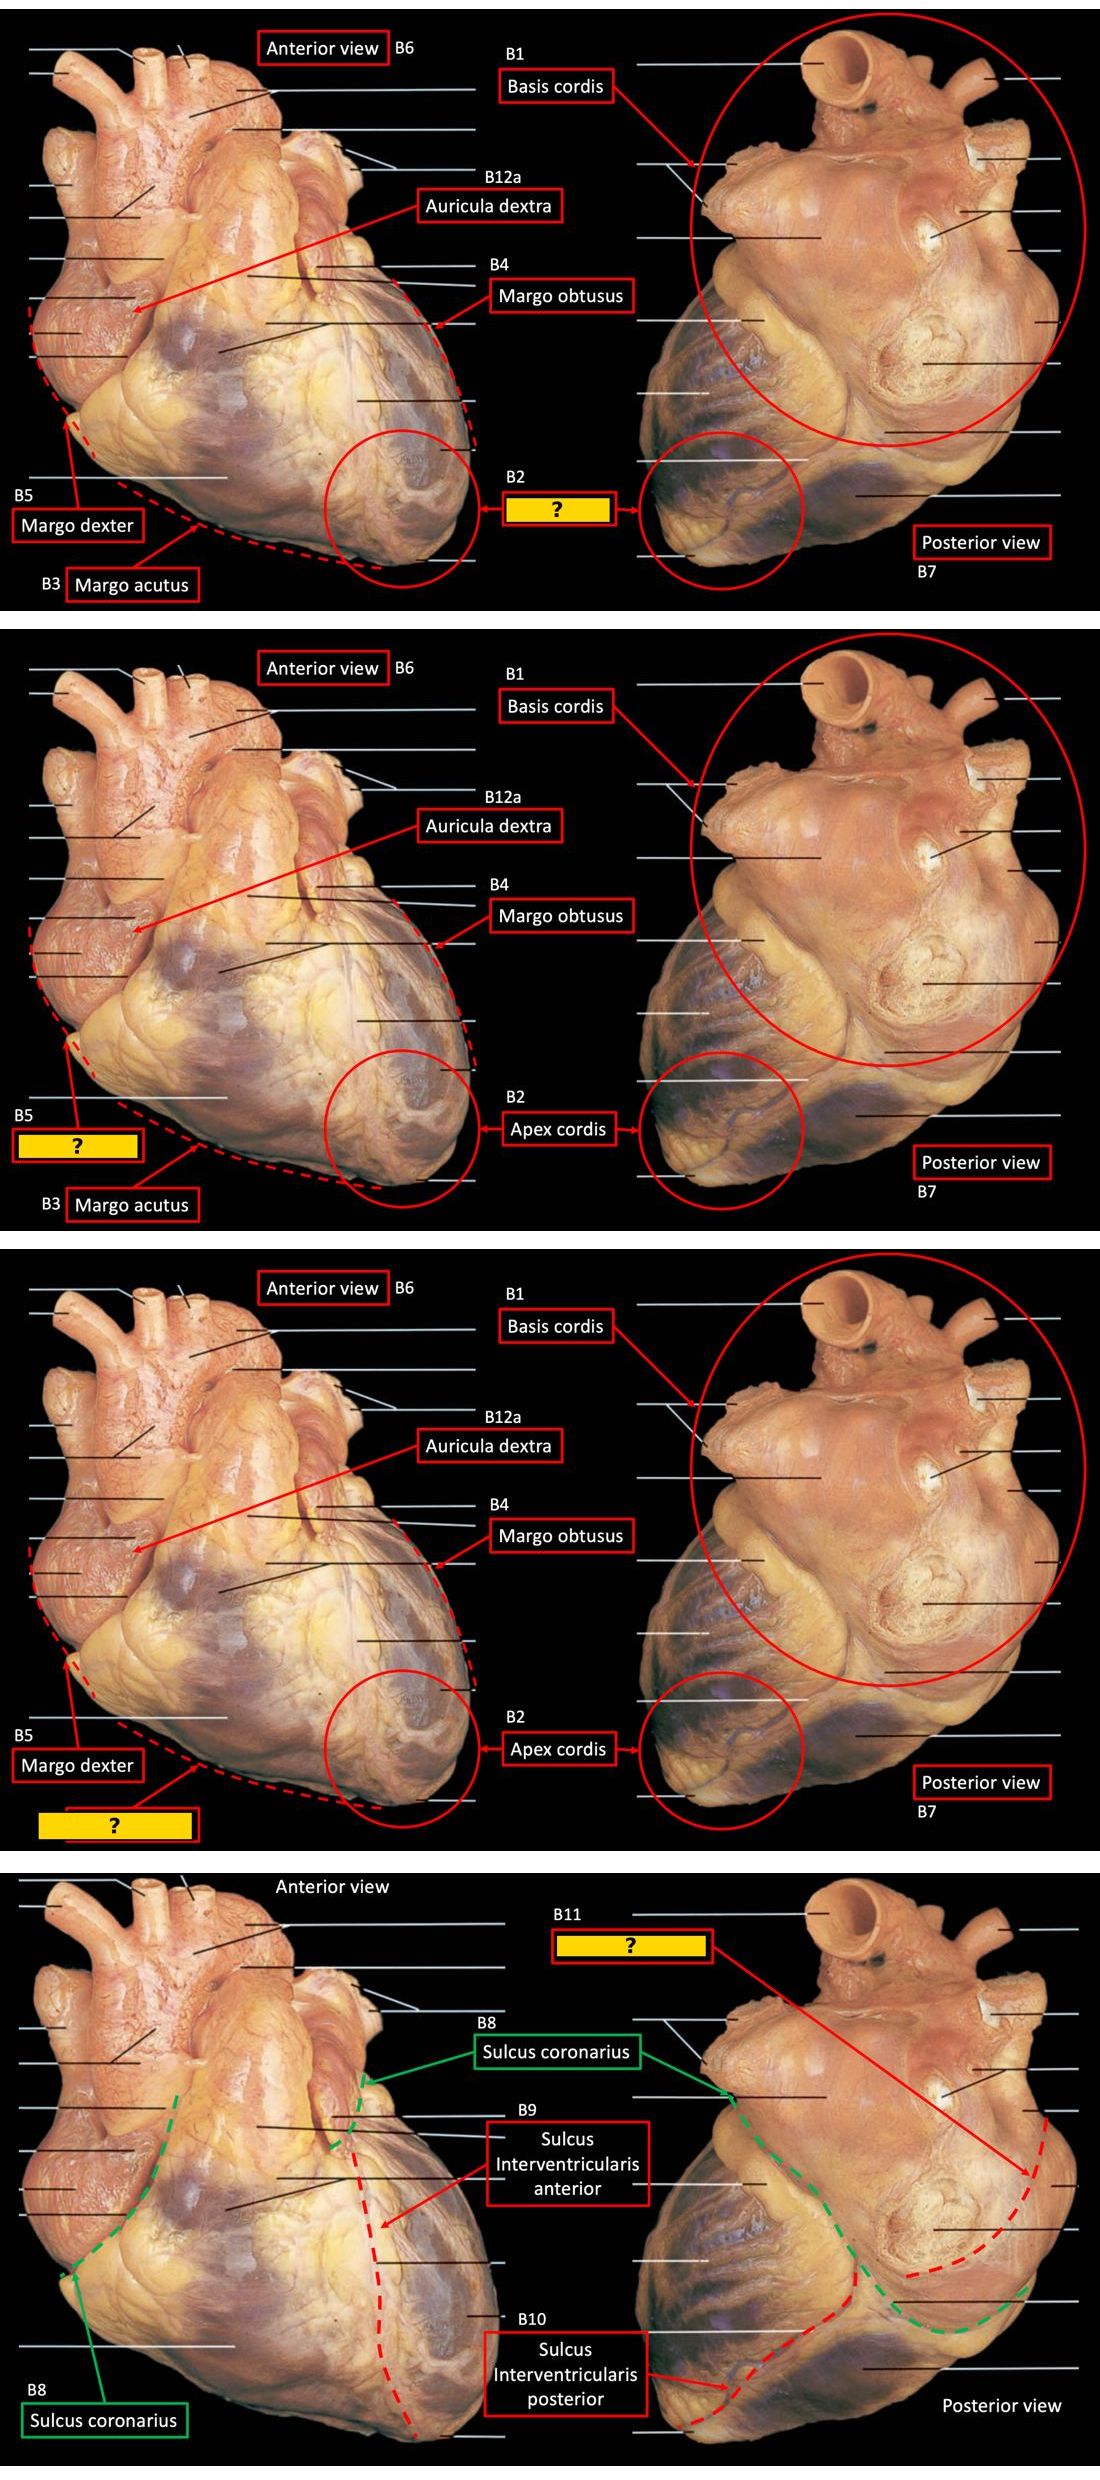 Anterior view B6
B1
Basis cordis
B12a
Auricula dextra
B4
Margo obtusus
B2
?
B5
Margo dexter
B3 Margo acutus
Posterior view
B7
Anterior view B6
B1
Basis cordis
B12a
Auricula dextra
B4
Margo obtusus
B2
Apex cordis
B5
?
B3 Margo acutus
Posterior view
B7
Anterior view B6
B1
Basis cordis
B12a
Auricula dextra
B4
Margo obtusus
B2
Apex cordis
B5
Margo dexter
?
Posterior view
B7
Anterior view
B11
?
B8
Sulcus coronarius
B9
Sulcus
Interventricularis
anterior
B10
Sulcus
Interventricularis
posterior
B8
Sulcus coronarius
Posterior view